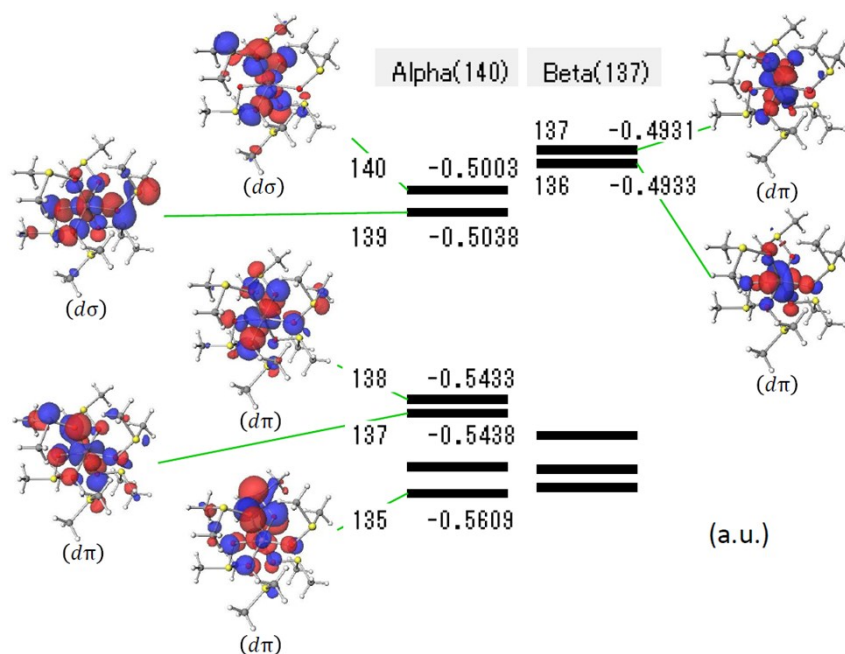 Alpha(140) Beta(137)
(dσ)
140 -0.5003
137 -0.4931
(dπ)
136 -0.4933
139 -0.5038
(dσ)
(dπ)
138 -0.5433
(dπ)
137 -0.5438
(dπ)
135 -0.5609
(dπ)
(a.u.)